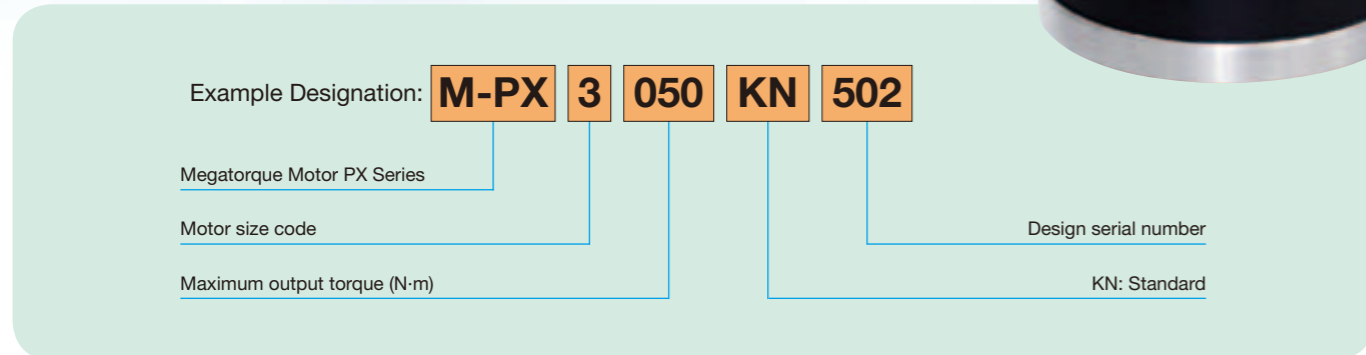 Example Designation: M-PX 3 050 KN 502
Megatorque Motor PX Series
Motor size code
Design serial number
Maximum output torque (N·m)
KN: Standard